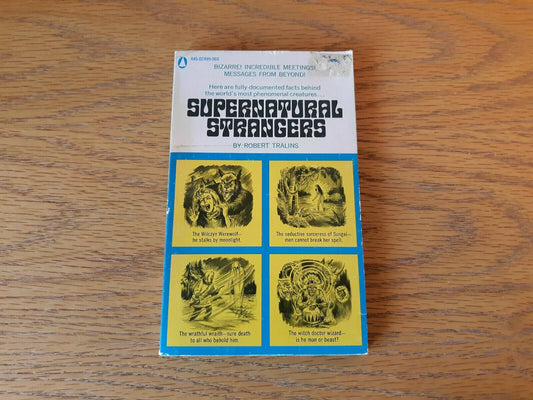 BIZARRE! INCREDIBLE MEETINGS!
MESSAGES FROM BEYOND!
Here are fully-documented facts behind
the world's most phenomenal creatures...
SUPERNATURAL
STRANGERS
BY: ROBERT TRALINS
The Wilczyn Werewolf—
he stalks by moonlight.
The seductive sorceress of Sungai—
men cannot break her spell.
The wrathful wraith—sure death
to all who behold him.
The witch doctor wizard—
is he man or beast?